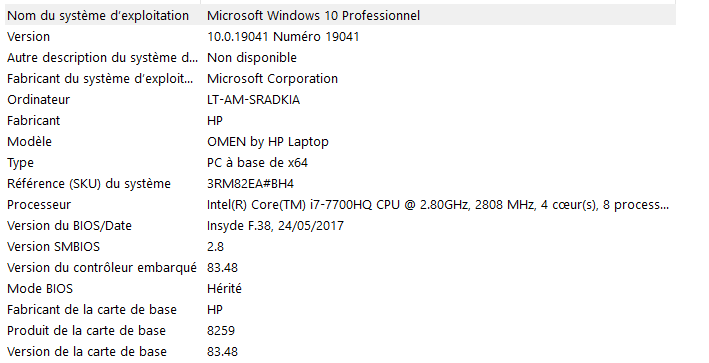 Nom du système d'exploitation Microsoft Windows 10 Professionnel
Version 10.0.19041 Numéro 19041
Autre description du système d... Non disponible
Fabricant du système d'exploit... Microsoft Corporation
Ordinateur LT-AM-SRADKIA
Fabricant HP
Modèle OMEN by HP Laptop
Type PC à base de x64
Référence (SKU) du système 3RM82EA#BH4
Processeur Intel(R) Core(TM) i7-7700HQ CPU @ 2.80GHz, 2808 MHz, 4 cœur(s), 8 process...
Version du BIOS/Date Insyde F.38, 24/05/2017
Version SMBIOS 2.8
Version du contrôleur embarqué 83.48
Mode BIOS Hérité
Fabricant de la carte de base HP
Produit de la carte de base 8259
Version de la carte de base 83.48